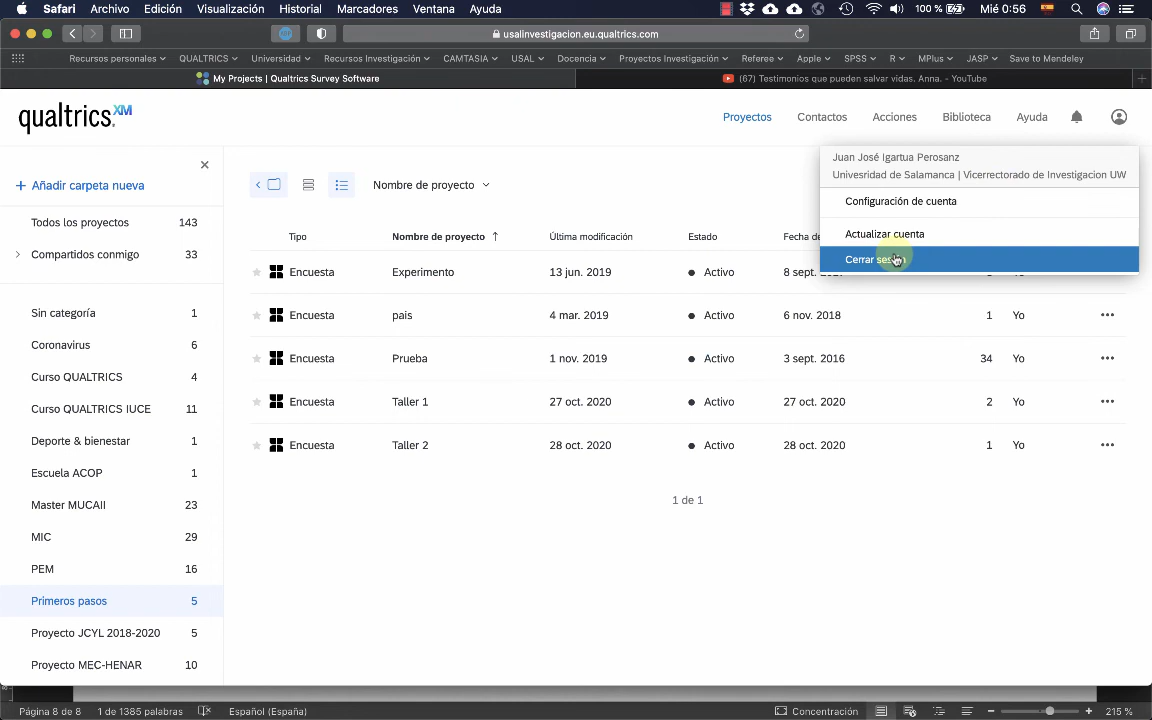 Safari Archivo Edición Visualización Historial Marcadores Ventana Ayuda 100 % Mié 0:56
usalinvestigacion.eu.qualtrics.com
Recursos personales QUALTRICS Universidad Recursos Investigación CAMTASIA USAL Docencia Proyectos Investigación Referee Apple SPSS R MPlus JASP Save to Mendeley
My Projects | Qualtrics Survey Software (67) Testimonios que pueden salvar vidas. Anna. - YouTube
qualtrics.XM Proyectos Contactos Acciones Biblioteca Ayuda
Juan José Igartua Perosanz
Univesridad de Salamanca | Vicerrectorado de Investigacion UW
Configuración de cuenta
Actualizar cuenta
Cerrar sesión
+ Añadir carpeta nueva
Todos los proyectos 143
Compartidos conmigo 33
Sin categoría 1
Coronavirus 6
Curso QUALTRICS 4
Curso QUALTRICS IUCE 11
Deporte & bienestar 1
Escuela ACOP 1
Master MUCAII 23
MIC 29
PEM 16
Primeros pasos 5
Proyecto JCYL 2018-2020 5
Proyecto MEC-HENAR 10
Nombre de proyecto
Tipo Nombre de proyecto ↑ Última modificación Estado Fecha de
Encuesta Experimento 13 jun. 2019 Activo 8 sept. Yo
Encuesta pais 4 mar. 2019 Activo 6 nov. 2018 1 Yo
Encuesta Prueba 1 nov. 2019 Activo 3 sept. 2016 34 Yo
Encuesta Taller 1 27 oct. 2020 Activo 27 oct. 2020 2 Yo
Encuesta Taller 2 28 oct. 2020 Activo 28 oct. 2020 1 Yo
1 de 1
Página 8 de 8 1 de 1385 palabras Español (España) Concentración 215 %